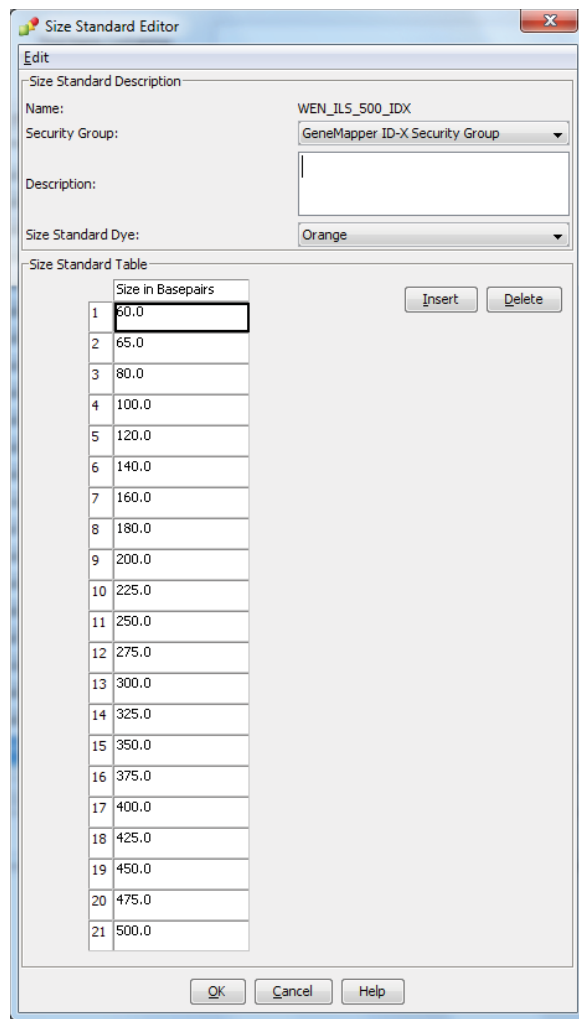 Size Standard Editor
Edit
Size Standard Description
Name: WEN_ILS_500_IDX
Security Group: GeneMapper ID-X Security Group
Description:
Size Standard Dye: Orange
Size Standard Table
Size in Basepairs
Insert Delete
1 60.0
2 65.0
3 80.0
4 100.0
5 120.0
6 140.0
7 160.0
8 180.0
9 200.0
10 225.0
11 250.0
12 275.0
13 300.0
14 325.0
15 350.0
16 375.0
17 400.0
18 425.0
19 450.0
20 475.0
21 500.0
OK Cancel Help